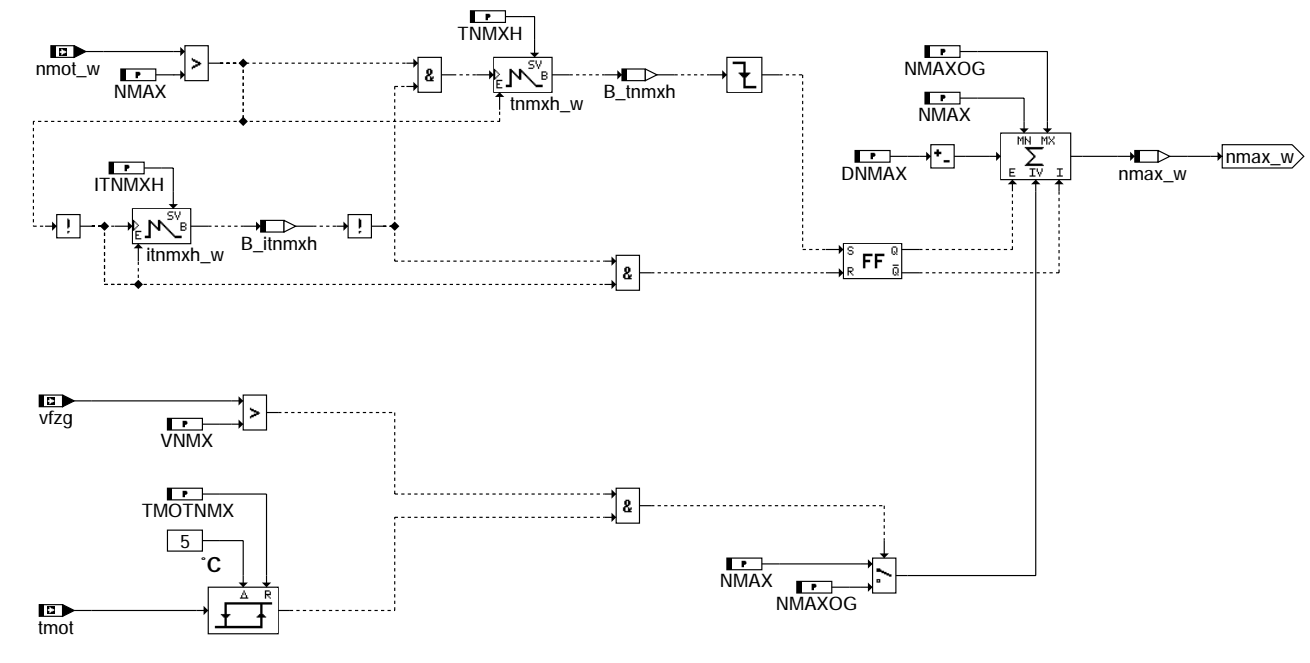 TNMXH
P
SV
B
E
tnmxh_w
nmot_w
P
NMAX
>
&
B_tnmxh
P
NMAXOG
P
NMAX
MN MX
Σ
E IV I
P
DNMAX
+
-
nmax_w
nmax_w
P
ITNMXH
!
SV
B
E
itnmxh_w
B_itnmxh
!
&
S Q
FF
R Q̅
vfzg
P
VNMX
>
P
TMOTNMX
5
°C
Δ R
tmot
&
P
NMAX
P
NMAXOG